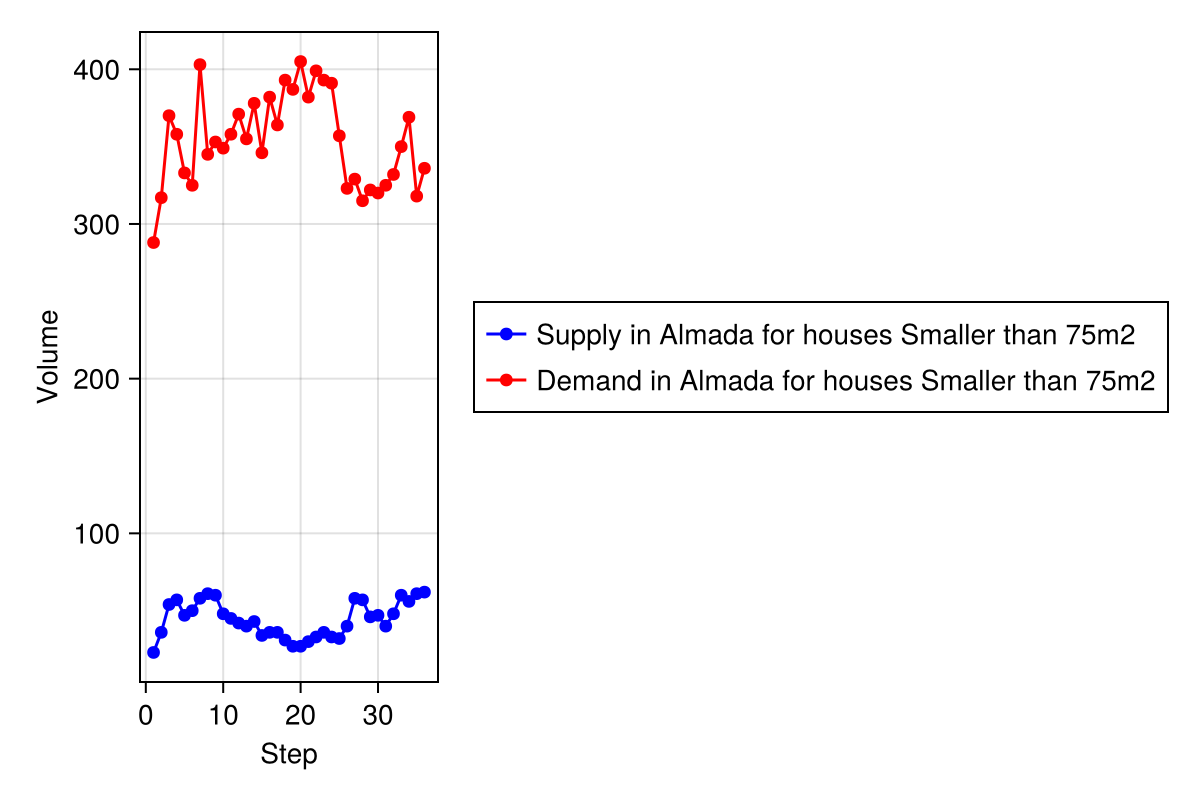 400
300
200
100
Volume
0 10 20 30
Step
Supply in Almada for houses Smaller than 75m2
Demand in Almada for houses Smaller than 75m2